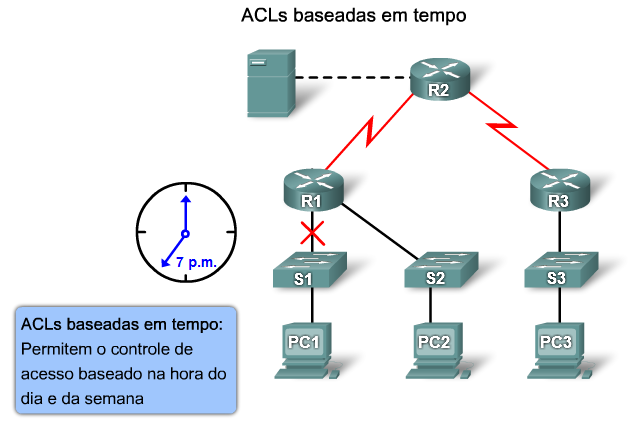 ACLs baseadas em tempo
R2
R1
R3
7 p.m.
S1
S2
S3
ACLs baseadas em tempo:
Permitem o controle de
acesso baseado na hora do
dia e da semana
PC1
PC2
PC3